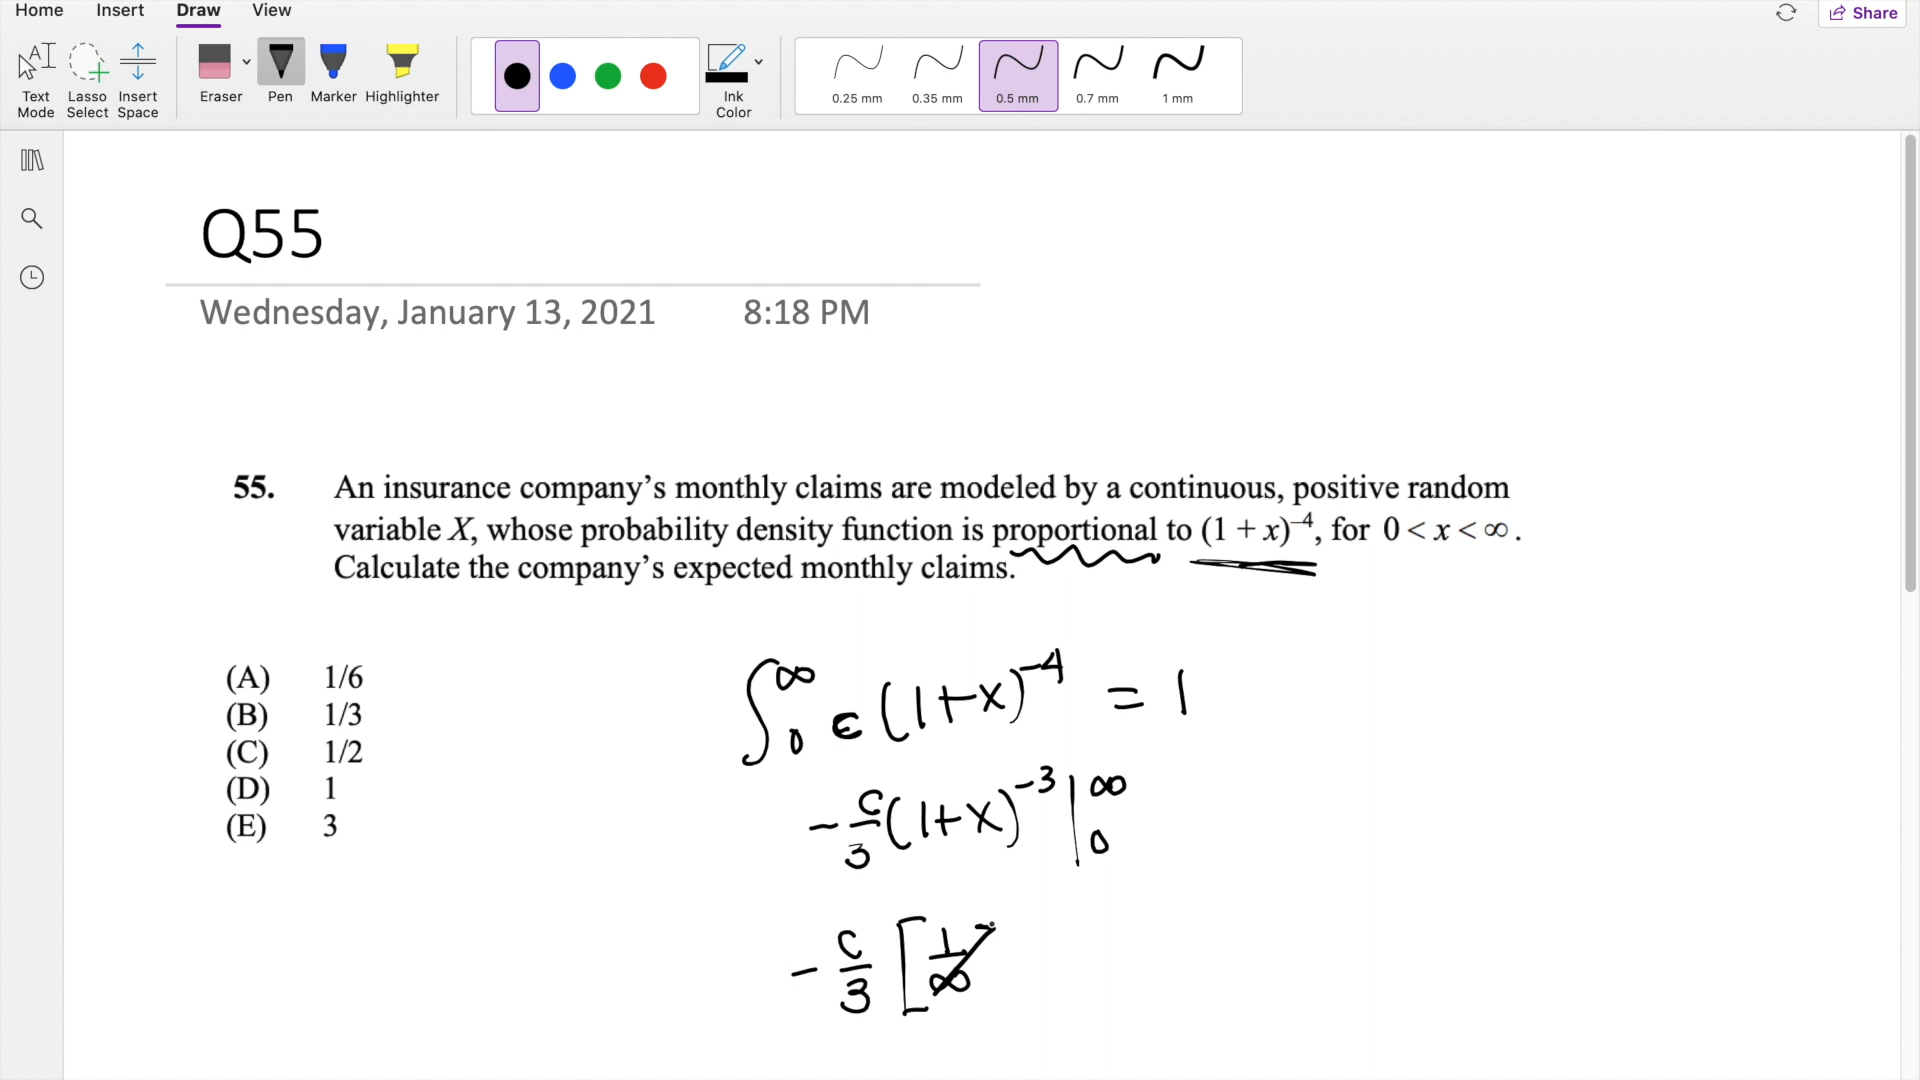 Home Insert Draw View Share
Text Mode Lasso Select Insert Space Eraser Pen Marker Highlighter Ink Color 0.25 mm 0.35 mm 0.5 mm 0.7 mm 1 mm
Q55
Wednesday, January 13, 2021 8:18 PM
55. An insurance company’s monthly claims are modeled by a continuous, positive random
variable X, whose probability density function is proportional to (1 + x)⁻⁴, for 0 < x < ∞.
Calculate the company’s expected monthly claims.
(A) 1/6
(B) 1/3
(C) 1/2
(D) 1
(E) 3
∫₀^∞ c(1+x)⁻⁴ = 1
-c/3(1+x)⁻³ |₀^∞
-c/3 [1/∞